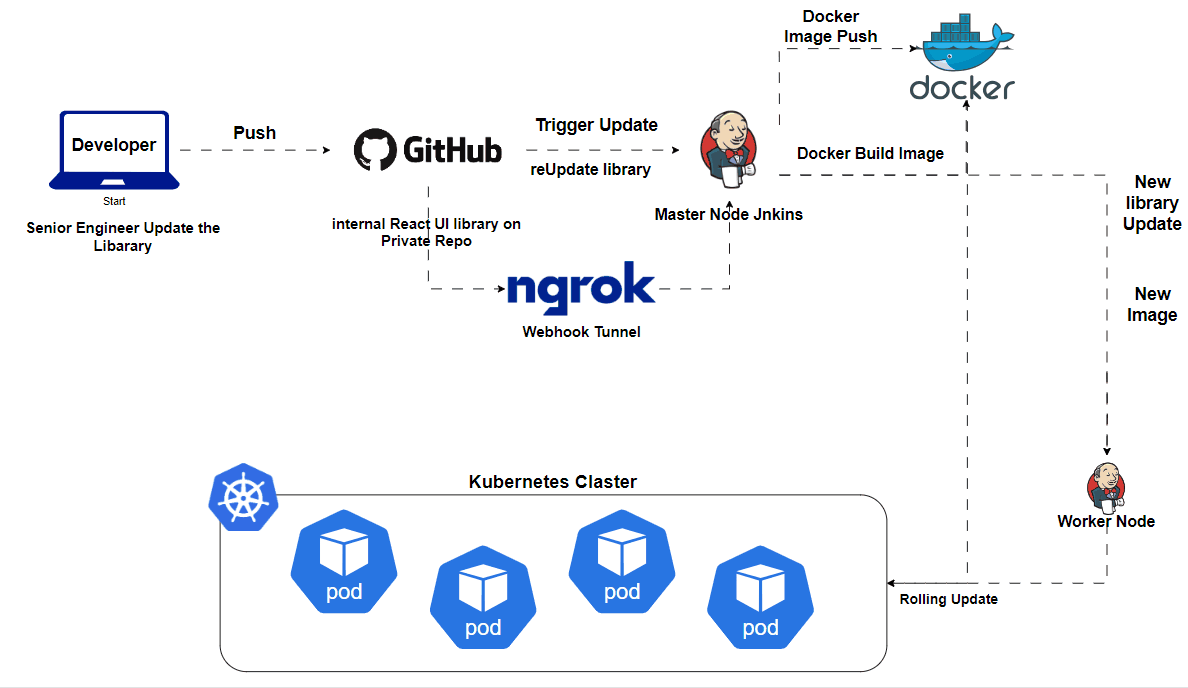 Docker
Image Push
docker
Developer
Push
GitHub
Trigger Update
reUpdate library
Docker Build Image
Start
Senior Engineer Update the
Libarary
internal React UI library on
Private Repo
Master Node Jnkins
New
library
Update
ngrok
Webhook Tunnel
New
Image
Kubernetes Claster
Worker Node
pod
pod
pod
pod
Rolling Update